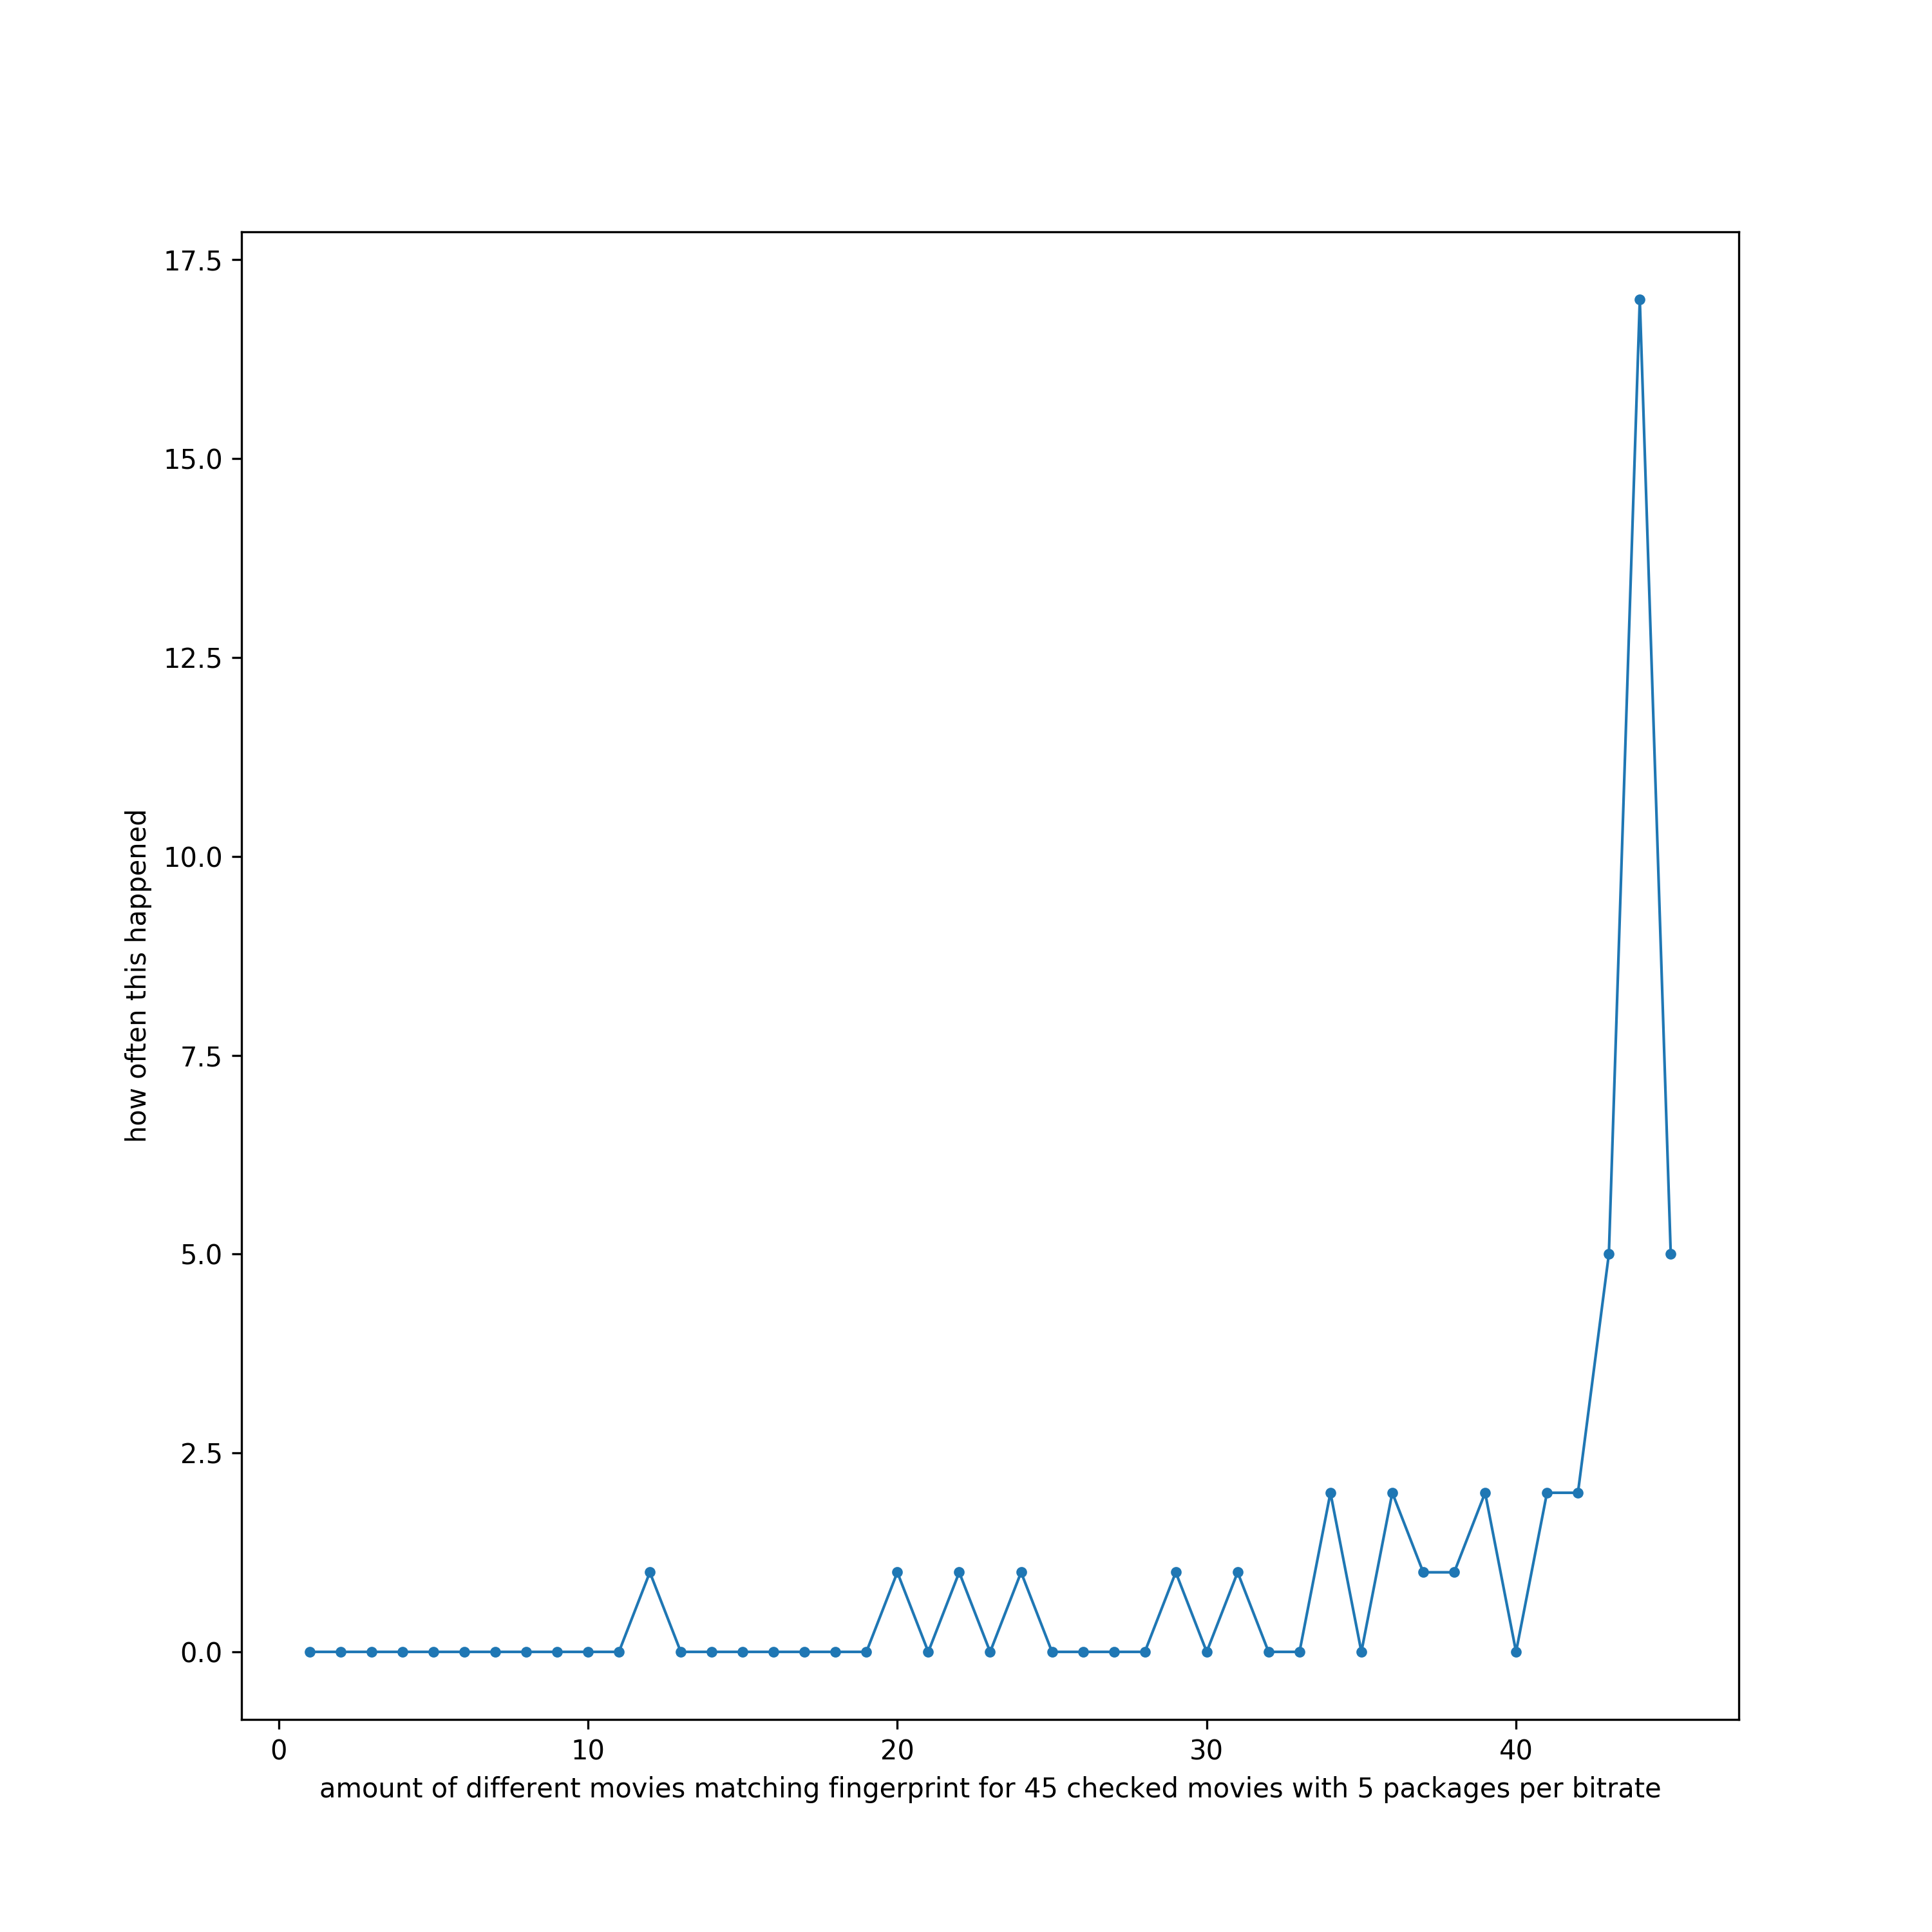 17.5
15.0
12.5
10.0
7.5
5.0
2.5
0.0
how often this happened
0 10 20 30 40
amount of different movies matching fingerprint for 45 checked movies with 5 packages per bitrate